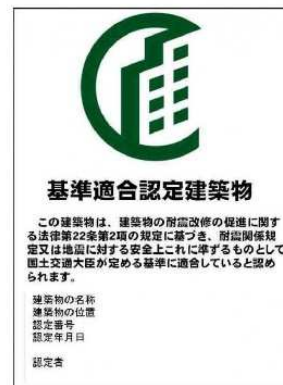 基準適合認定建築物
この建築物は、建築物の耐震改修の促進に関す
る法律第22条第2項の規定に基づき、耐震関係規
定又は地震に対する安全上これに準ずるものとして
国土交通大臣が定める基準に適合していると認め
られます。
建築物の名称
建築物の位置
認定番号
認定年月日
認定者